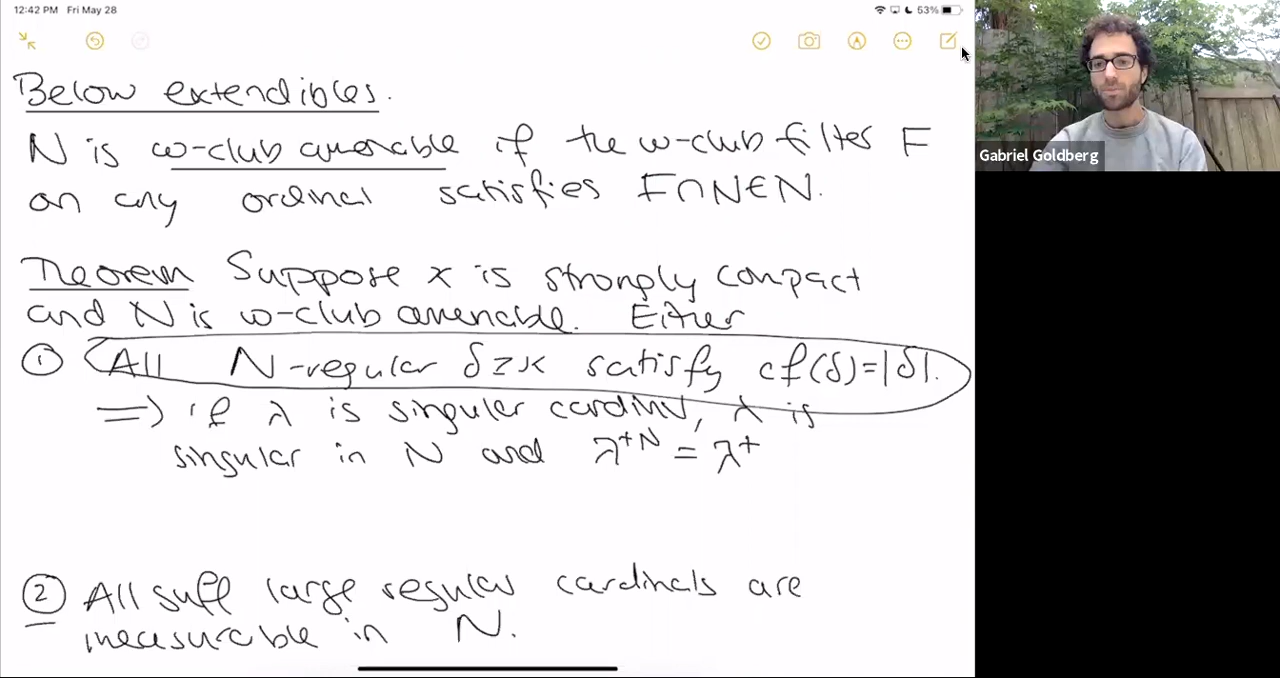 12:42 PM Fri May 28
53%
Below extendibles.
N is ω-club amenable if the ω-club filter F
on any ordinal satisfies F∩N∈N.
Gabriel Goldberg
Theorem Suppose κ is strongly compact
and N is ω-club amenable. Either
① All N-regular δ≥κ satisfy cf(δ)=|δ|.
⇒ if λ is singular cardinal, λ is
singular in N and λ⁺ᴺ = λ⁺
② All suff large regular cardinals are
measurable in N.